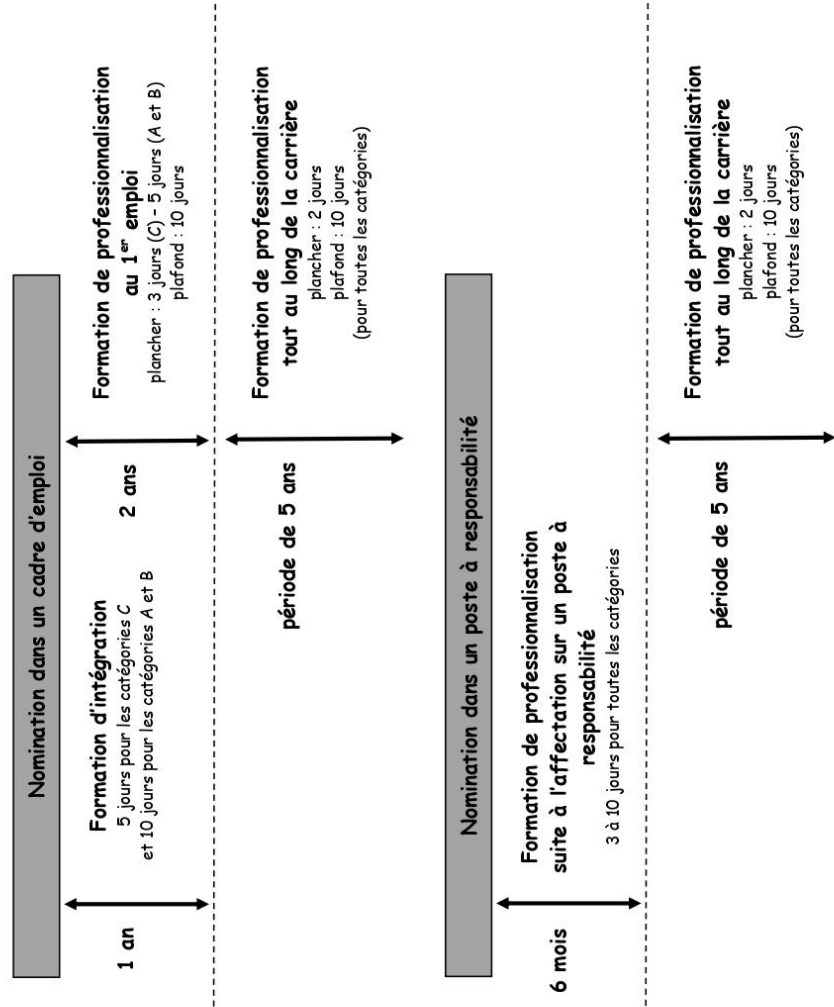 Nomination dans un cadre d'emploi
1 an
Formation d'intégration
5 jours pour les catégories C
et 10 jours pour les catégories A et B
2 ans
Formation de professionnalisation
au 1er emploi
plancher : 3 jours (C) – 5 jours (A et B)
plafond : 10 jours
période de 5 ans
Formation de professionnalisation
tout au long de la carrière
plancher : 2 jours
plafond : 10 jours
(pour toutes les catégories)
Nomination dans un poste à responsabilité
6 mois
Formation de professionnalisation
suite à l'affectation sur un poste à
responsabilité
3 à 10 jours pour toutes les catégories
période de 5 ans
Formation de professionnalisation
tout au long de la carrière
plancher : 2 jours
plafond : 10 jours
(pour toutes les catégories)